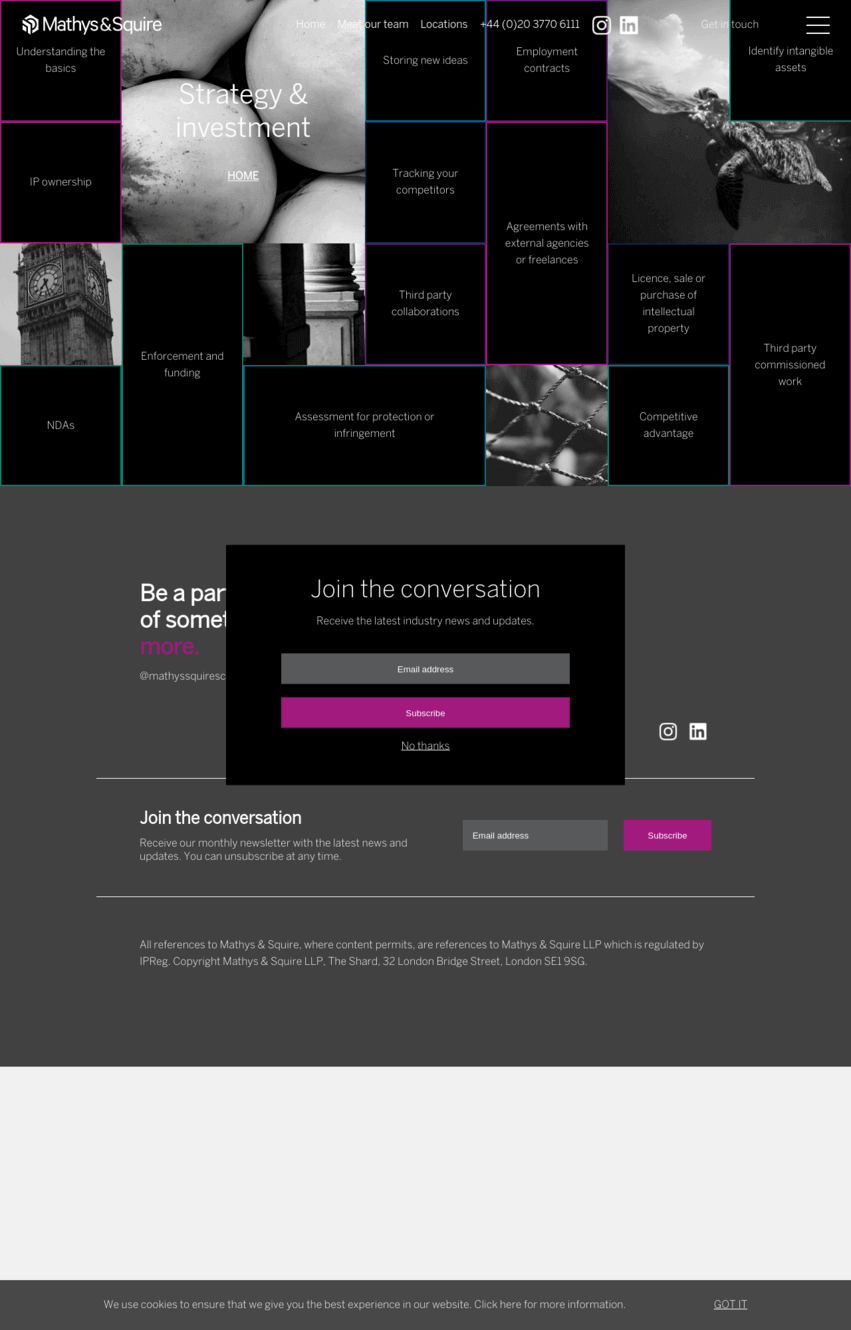 Mathys&Squire
Home
Meet our team
Locations
+44 (0)20 3770 6111
Get in touch
Understanding the
basics
Strategy &
investment
HOME
Storing new ideas
Employment
contracts
Identify intangible
assets
IP ownership
Tracking your
competitors
Agreements with
external agencies
or freelances
Enforcement and
funding
Third party
collaborations
Licence, sale or
purchase of
intellectual
property
Third party
commissioned
work
NDAs
Assessment for protection or
infringement
Competitive
advantage
Be a par
of somet
more.
@mathyssquiresc
Join the conversation
Receive the latest industry news and updates.
Email address
Subscribe
No thanks
Join the conversation
Receive our monthly newsletter with the latest news and
updates. You can unsubscribe at any time.
Email address
Subscribe
All references to Mathys & Squire, where content permits, are references to Mathys & Squire LLP which is regulated by
IPReg. Copyright Mathys & Squire LLP, The Shard, 32 London Bridge Street, London SE1 9SG.
We use cookies to ensure that we give you the best experience in our website. Click here for more information.
GOT IT